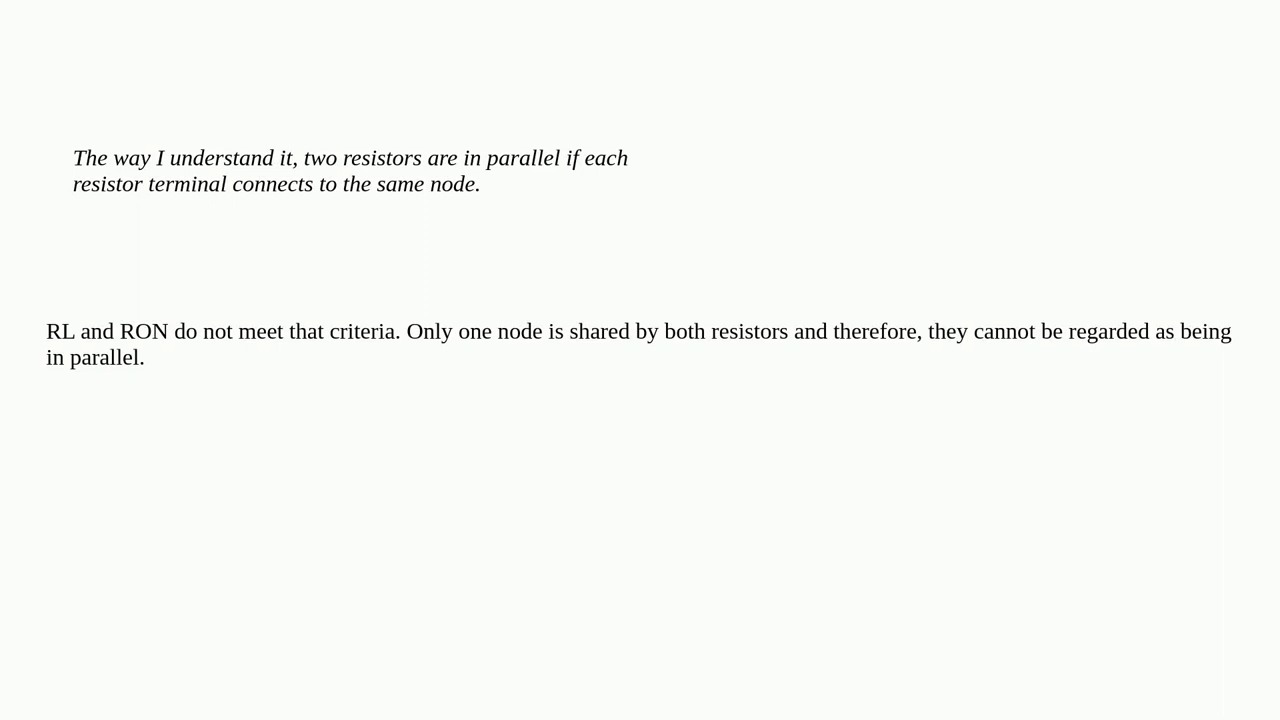 The way I understand it, two resistors are in parallel if each
resistor terminal connects to the same node.
RL and RON do not meet that criteria. Only one node is shared by both resistors and therefore, they cannot be regarded as being
in parallel.